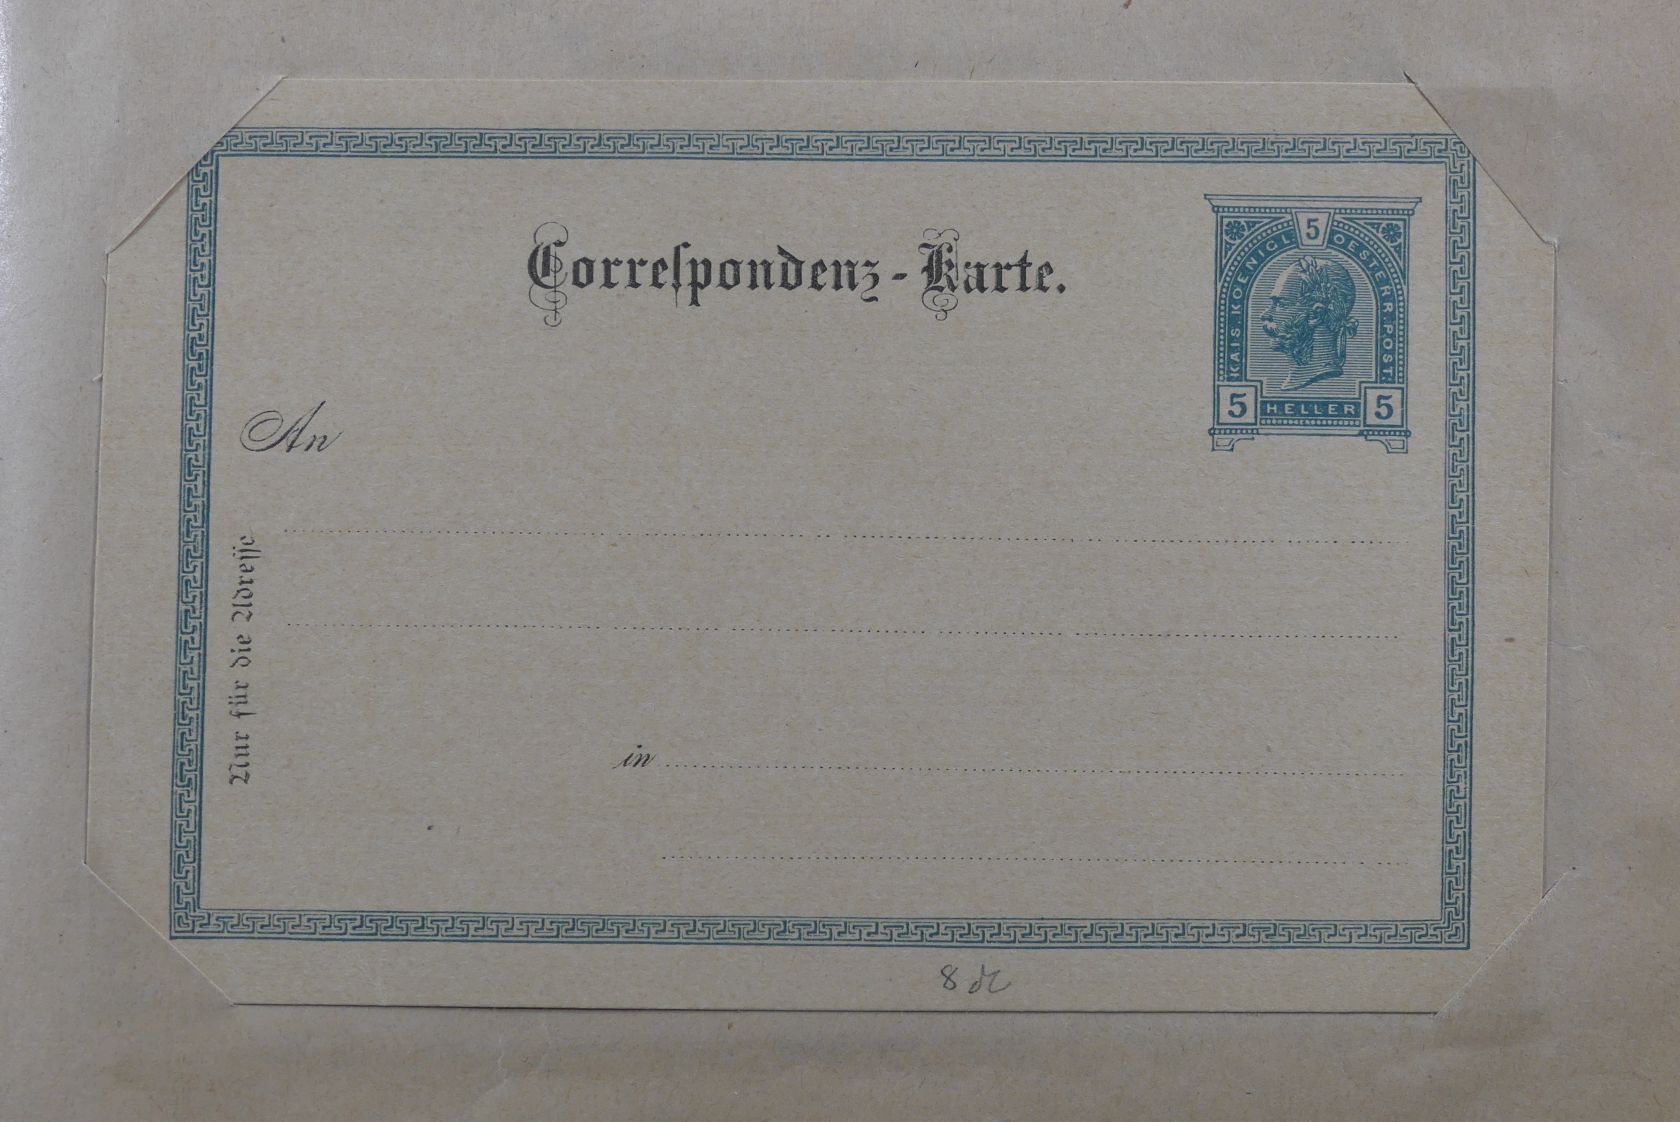 Correſpondenz-Karte.
5
KAIS. KOENIGL. OESTERR. POST.
5 HELLER 5
An
Nur für die Adreſſe
in